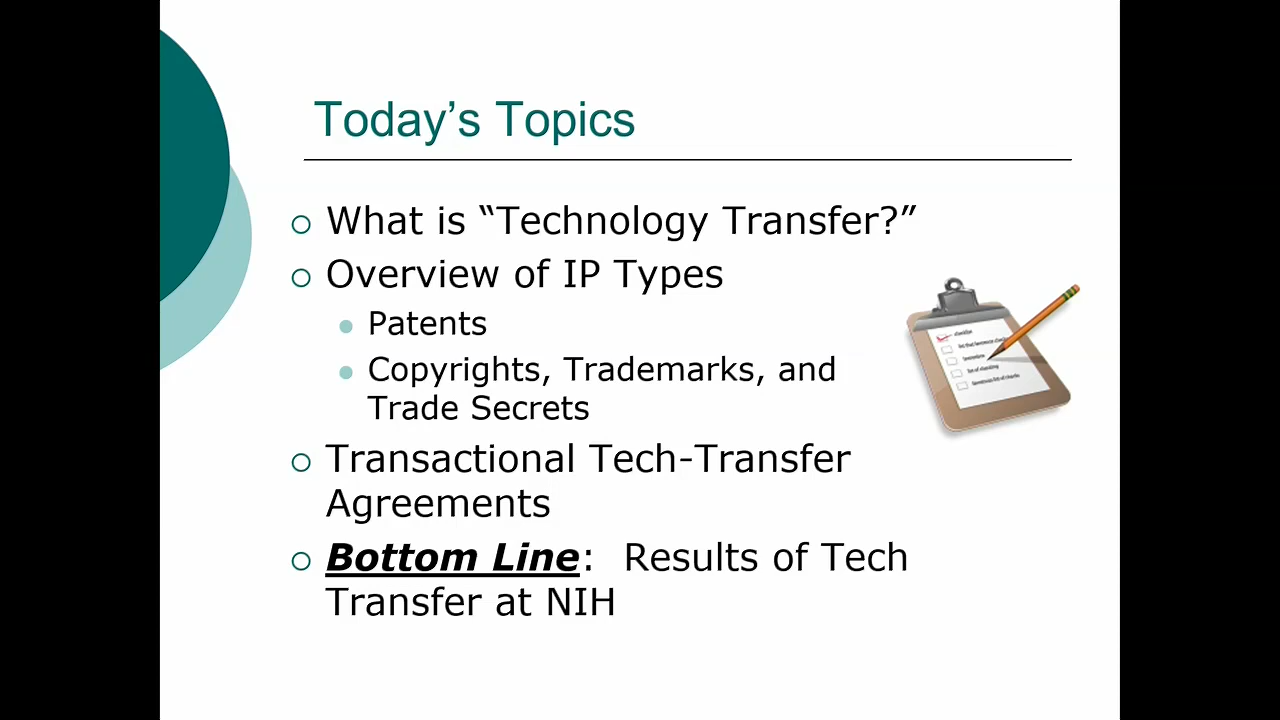 Today’s Topics
What is “Technology Transfer?”
Overview of IP Types
Patents
Copyrights, Trademarks, and
Trade Secrets
Transactional Tech-Transfer
Agreements
Bottom Line:  Results of Tech
Transfer at NIH
checklist